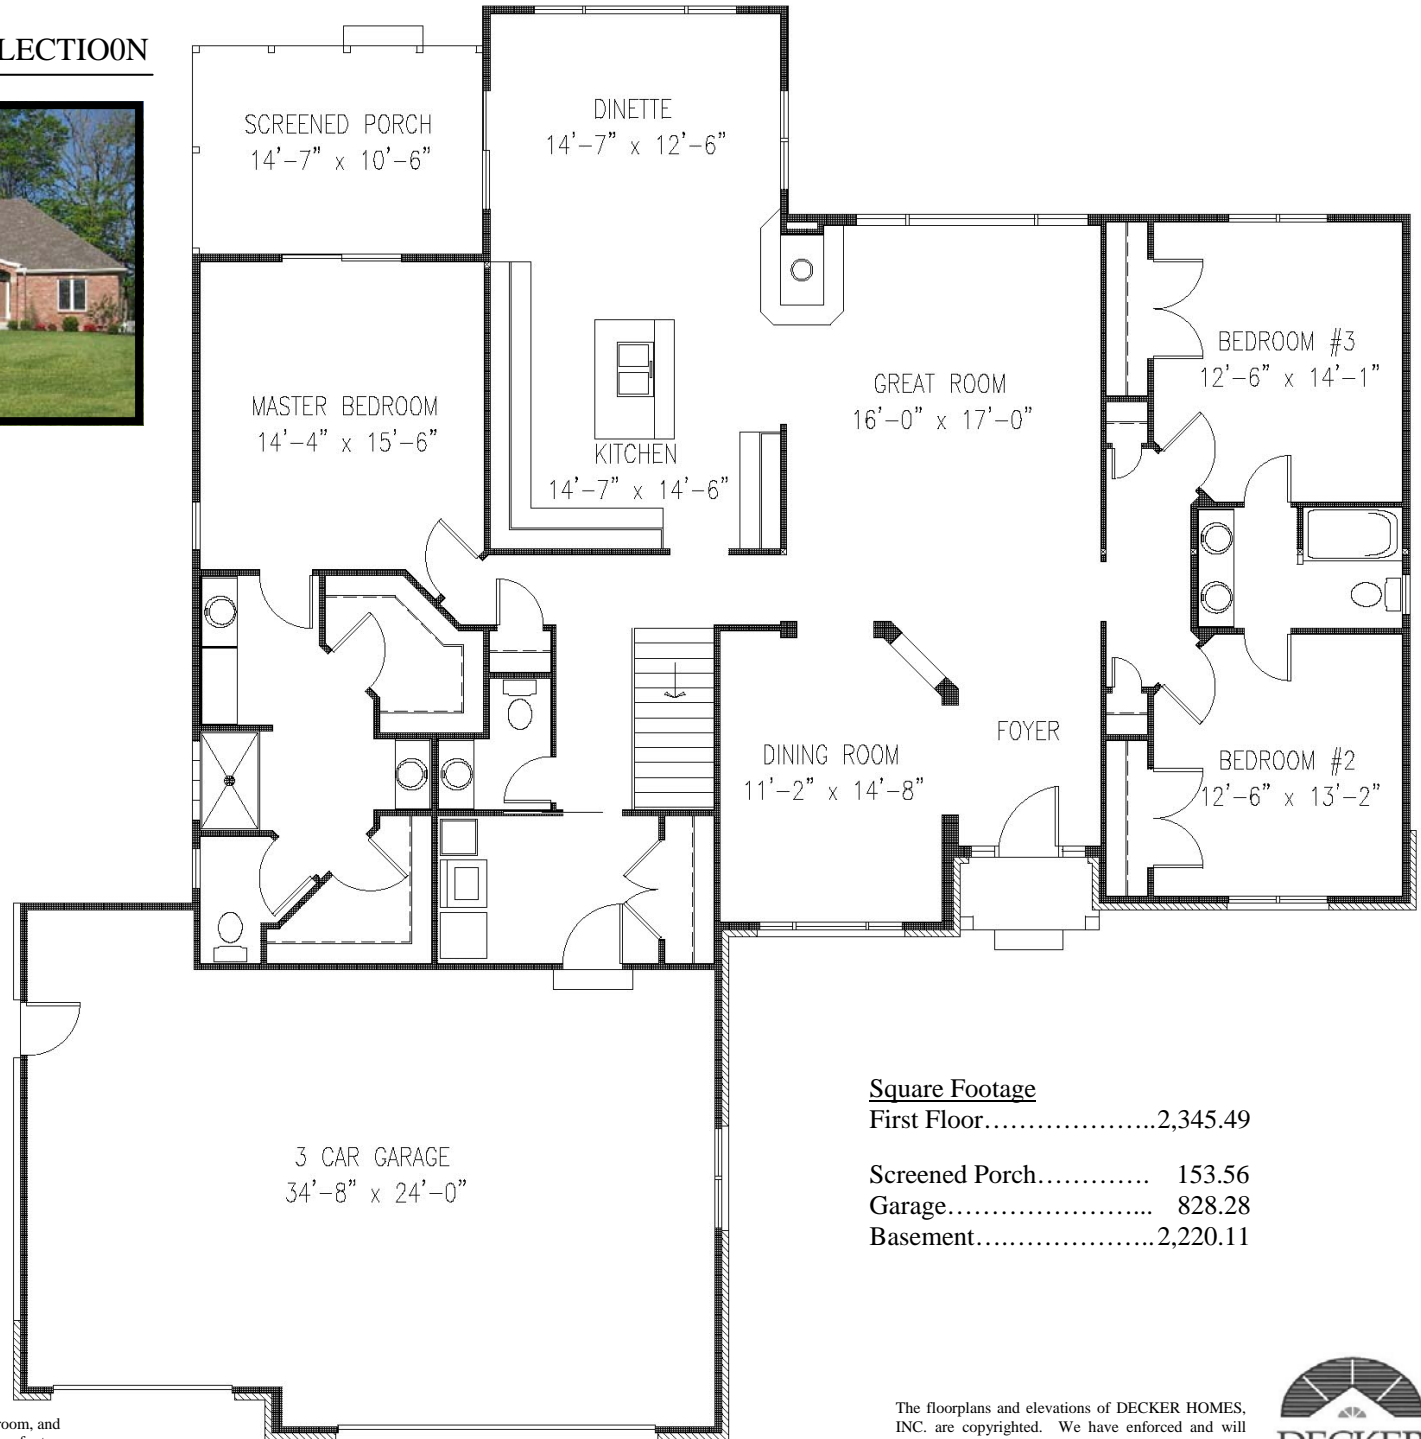 LECTIO0N
SCREENED PORCH
14'-7" x 10'-6"
DINETTE
14'-7" x 12'-6"
MASTER BEDROOM
14'-4" x 15'-6"
KITCHEN
14'-7" x 14'-6"
GREAT ROOM
16'-0" x 17'-0"
BEDROOM #3
12'-6" x 14'-1"
DINING ROOM
11'-2" x 14'-8"
FOYER
BEDROOM #2
12'-6" x 13'-2"
3 CAR GARAGE
34'-8" x 24'-0"
Square Footage
First Floor………………..2,345.49
Screened Porch…………. 153.56
Garage…………………... 828.28
Basement….……………..2,220.11
room, and
The floorplans and elevations of DECKER HOMES,
INC. are copyrighted. We have enforced and will
DECKER